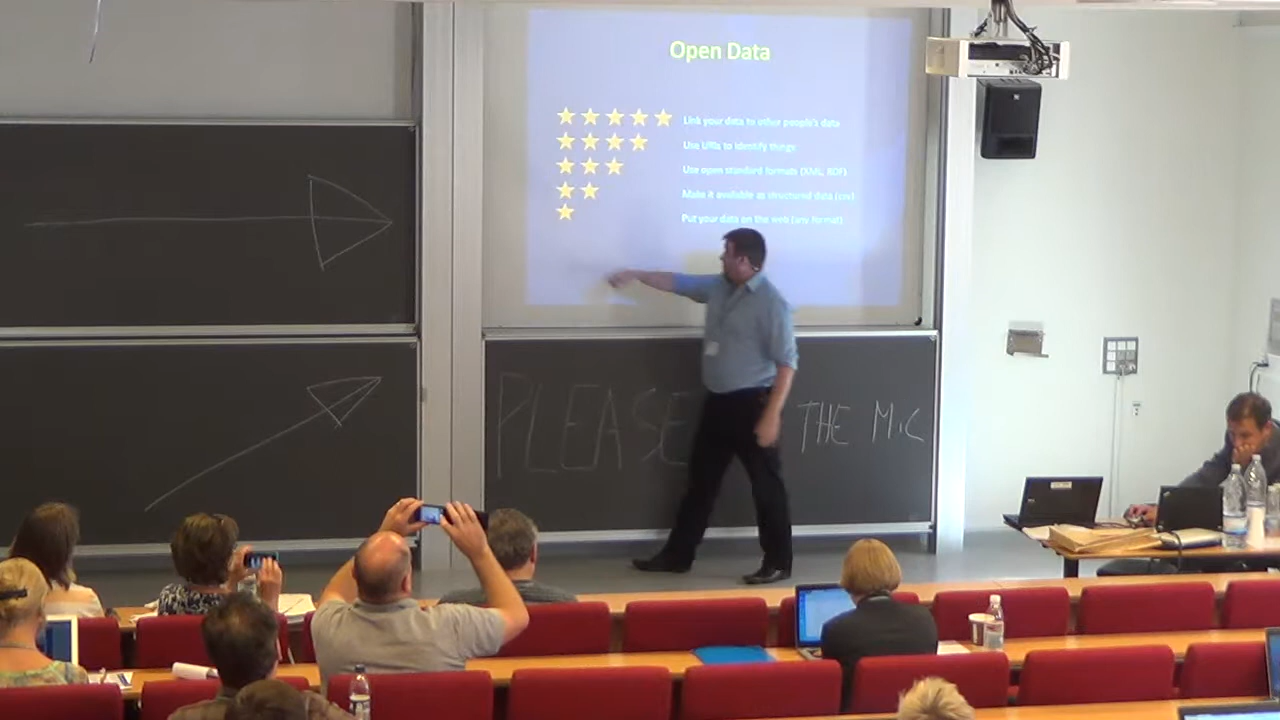 Open Data
Link your data to other people's data
Use URIs to identify things
Use open standard formats (XML, RDF)
Make it available as structured data (csv)
Put your data on the web (any format)
PLEASE THE MIC